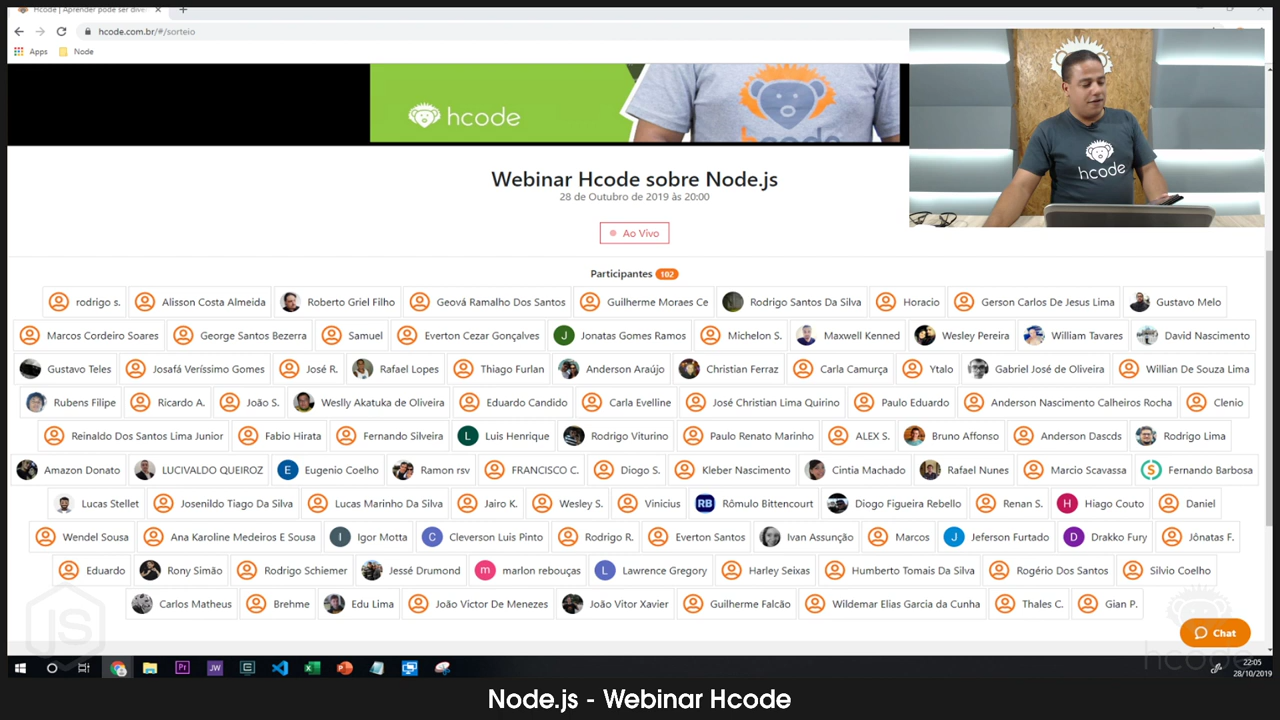 Hcode | Aprender pode ser dive
hcode.com.br/#/sorteio
Apps Node
hcode
hcode
hcode
Webinar Hcode sobre Node.js
28 de Outubro de 2019 às 20:00
Ao Vivo
Participantes 102
rodrigo s. Alisson Costa Almeida Roberto Griel Filho Geová Ramalho Dos Santos Guilherme Moraes Ce Rodrigo Santos Da Silva Horacio Gerson Carlos De Jesus Lima Gustavo Melo
Marcos Cordeiro Soares George Santos Bezerra Samuel Everton Cezar Gonçalves J Jonatas Gomes Ramos Michelon S. Maxwell Kenned Wesley Pereira William Tavares David Nascimento
Gustavo Teles Josafá Veríssimo Gomes José R. Rafael Lopes Thiago Furlan Anderson Araújo Christian Ferraz Carla Camurça Ytalo Gabriel José de Oliveira Willian De Souza Lima
Rubens Filipe Ricardo A. João S. Weslly Akatuka de Oliveira Eduardo Candido Carla Evelline José Christian Lima Quirino Paulo Eduardo Anderson Nascimento Calheiros Rocha Clenio
Reinaldo Dos Santos Lima Junior Fabio Hirata Fernando Silveira L Luis Henrique Rodrigo Viturino Paulo Renato Marinho ALEX S. Bruno Affonso Anderson Dascds Rodrigo Lima
Amazon Donato LUCIVALDO QUEIROZ E Eugenio Coelho Ramon rsv FRANCISCO C. Diogo S. Kleber Nascimento Cintia Machado Rafael Nunes Marcio Scavassa S Fernando Barbosa
Lucas Stellet Josenildo Tiago Da Silva Lucas Marinho Da Silva Jairo K. Wesley S. Vinicius RB Rômulo Bittencourt Diogo Figueira Rebello Renan S. H Hiago Couto Daniel
Wendel Sousa Ana Karoline Medeiros E Sousa I Igor Motta C Cleverson Luis Pinto Rodrigo R. Everton Santos Ivan Assunção Marcos J Jeferson Furtado D Drakko Fury Jônatas F.
Eduardo Rony Simão Rodrigo Schiemer Jessé Drumond m marlon rebouças L Lawrence Gregory Harley Seixas Humberto Tomais Da Silva Rogério Dos Santos Silvio Coelho
Carlos Matheus Brehme Edu Lima João Victor De Menezes João Vitor Xavier Guilherme Falcão Wildemar Elias Garcia da Cunha Thales C. Gian P.
JS
Chat
hcode
Pr JW
22:05
28/10/2019
Node.js - Webinar Hcode